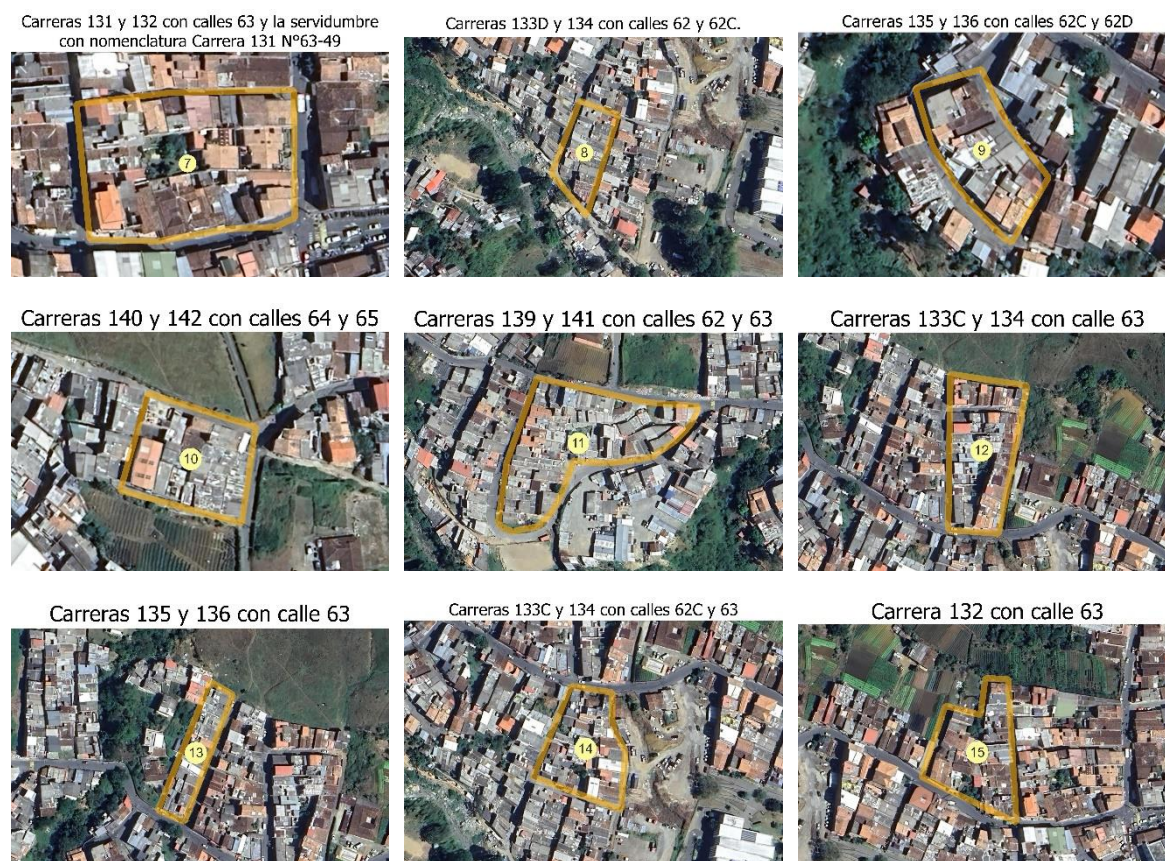 Carreras 131 y 132 con calles 63 y la servidumbre
con nomenclatura Carrera 131 N°63-49
Carreras 133D y 134 con calles 62 y 62C.
Carreras 135 y 136 con calles 62C y 62D
7
8
9
Carreras 140 y 142 con calles 64 y 65
Carreras 139 y 141 con calles 62 y 63
Carreras 133C y 134 con calle 63
10
11
12
Carreras 135 y 136 con calle 63
Carreras 133C y 134 con calles 62C y 63
Carrera 132 con calle 63
13
14
15